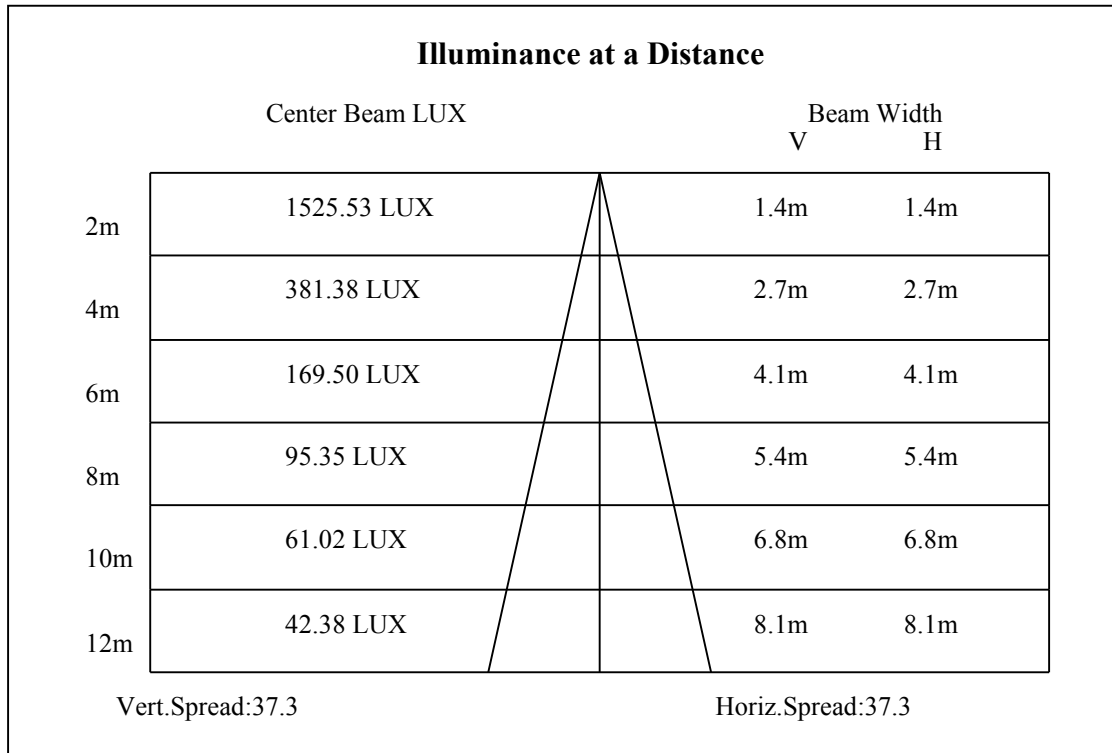 Illuminance at a Distance
Center Beam LUX Beam Width
V H
2m 1525.53 LUX 1.4m 1.4m
4m 381.38 LUX 2.7m 2.7m
6m 169.50 LUX 4.1m 4.1m
8m 95.35 LUX 5.4m 5.4m
10m 61.02 LUX 6.8m 6.8m
12m 42.38 LUX 8.1m 8.1m
Vert.Spread:37.3 Horiz.Spread:37.3